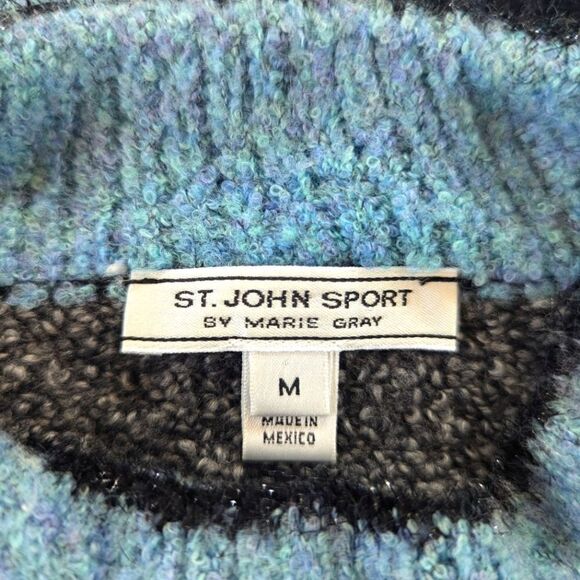 ST. JOHN SPORT
BY MARIE GRAY
M
MADE IN
MEXICO